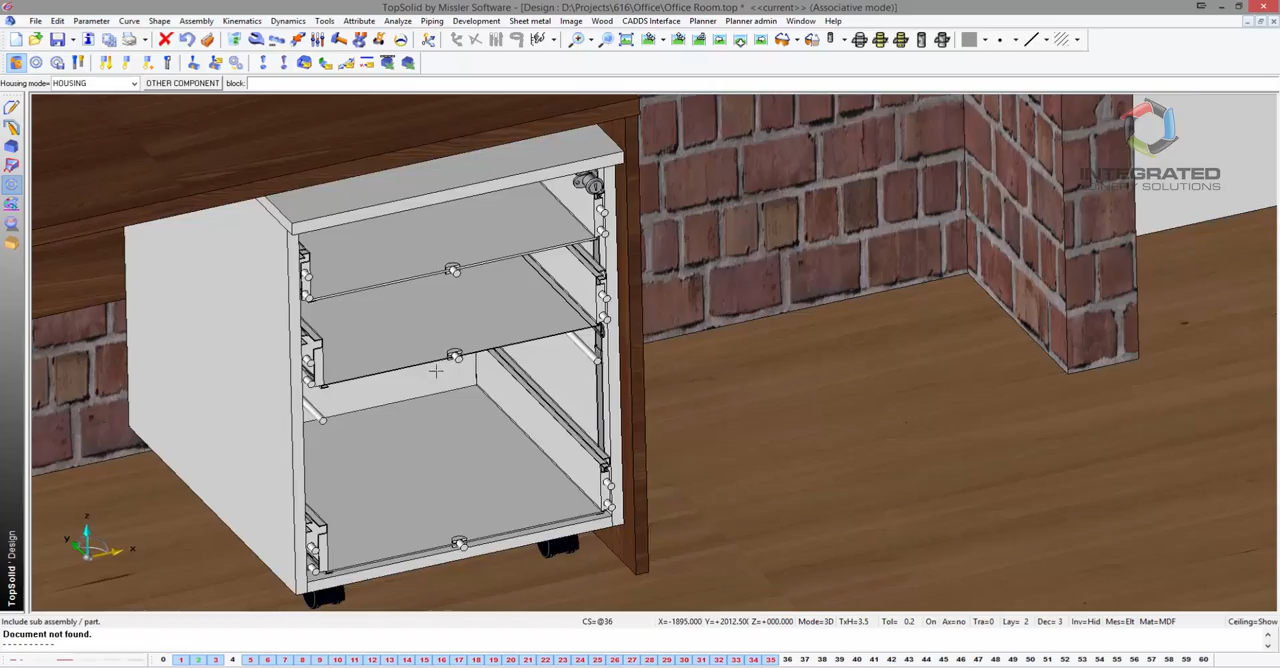 TopSolid by Missler Software - [Design : D:\Projects\616\Office\Office Room.top * <<current>> (Associative mode)]
File Edit Parameter Curve Shape Assembly Kinematics Dynamics Tools Attribute Analyze Piping Development Sheet metal Image Wood CADDS Interface Planner Planner admin Window Help
Housing mode= HOUSING OTHER COMPONENT block:
INTEGRATED
SOLUTIONS
z
y
x
TopSolid 'Design
Include sub assembly / part.
CS=@36 X=-1895.000 Y=+2012.500 Z=+000.000 Mode=3D TxH=3.5 Tol= 0.2 On Ax=no Tra=0 Lay= 2 Dec= 3 Inv=Hid Mes=Elt Mat=MDF Ceiling=Show
Document not found.
0 1 2 3 4 5 6 7 8 9 10 11 12 13 14 15 16 17 18 19 20 21 22 23 24 25 26 27 28 29 30 31 32 33 34 35 36 37 38 39 40 41 42 43 44 45 46 47 48 49 50 51 52 53 54 55 56 57 58 59 60